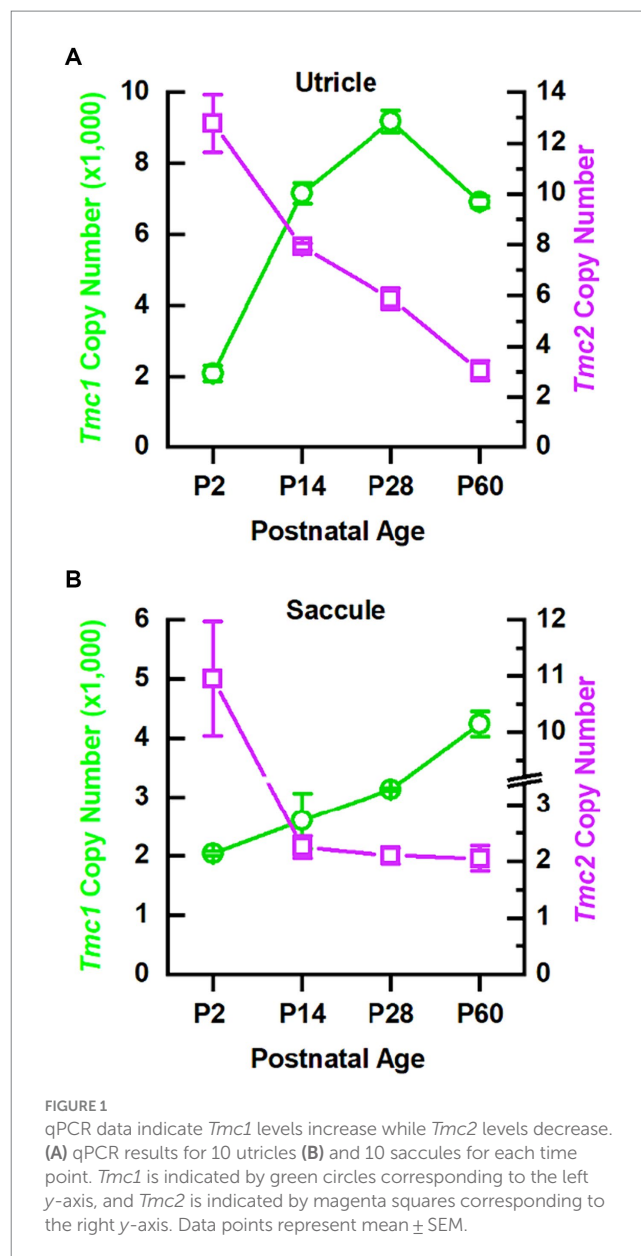 A
Utricle
Tmc1 Copy Number (x1,000)
10
8
6
4
2
0
14
12
10
8
6
4
2
0
Tmc2 Copy Number
P2 P14 P28 P60
Postnatal Age
B
Saccule
Tmc1 Copy Number (x1,000)
6
5
4
3
2
1
0
12
11
10
3
2
1
0
Tmc2 Copy Number
P2 P14 P28 P60
Postnatal Age
FIGURE 1
qPCR data indicate Tmc1 levels increase while Tmc2 levels decrease.
(A) qPCR results for 10 utricles (B) and 10 saccules for each time
point. Tmc1 is indicated by green circles corresponding to the left
y-axis, and Tmc2 is indicated by magenta squares corresponding to
the right y-axis. Data points represent mean ± SEM.